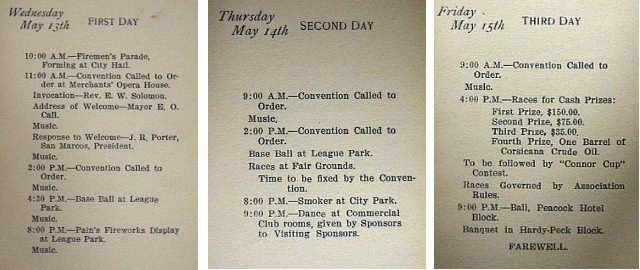 Wednesday
May 13th
FIRST DAY
10:00 A.M.—Firemen's Parade,
Forming at City Hall.
11:00 A.M.—Convention Called to Or-
der at Merchants' Opera House.
Invocation—Rev. E. W. Solomon.
Address of Welcome—Mayor E. O.
Call.
Music.
Response to Welcome—J. R. Porter,
San Marcos, President.
Music.
2:00 P.M.—Convention Called to
Order.
Music.
4:30 P.M.—Base Ball at League
Park.
Music.
8:00 P.M.—Pain's Fireworks Display
at League Park.
Music.
Thursday
May 14th
SECOND DAY
9:00 A.M.—Convention Called to
Order.
Music.
2:00 P.M.—Convention Called to
Order.
Base Ball at League Park.
Races at Fair Grounds.
Time to be fixed by the Conven-
tion.
8:00 P.M.—Smoker at City Park.
9:00 P.M.—Dance at Commercial
Club rooms, given by Sponsors
to Visiting Sponsors.
Friday
May 15th
THIRD DAY
9:00 A.M.—Convention Called to
Order.
4:00 P.M.—Races for Cash Prizes:
First Prize, $150.00.
Second Prize, $75.00.
Third Prize, $35.00.
Fourth Prize, One Barrel of
Corsicana Crude Oil.
To be followed by "Connor Cup"
Contest.
Races Governed by Association
Rules.
9:00 P.M.—Ball, Peacock Hotel
Block.
Banquet in Hardy-Peck Block.
FAREWELL.